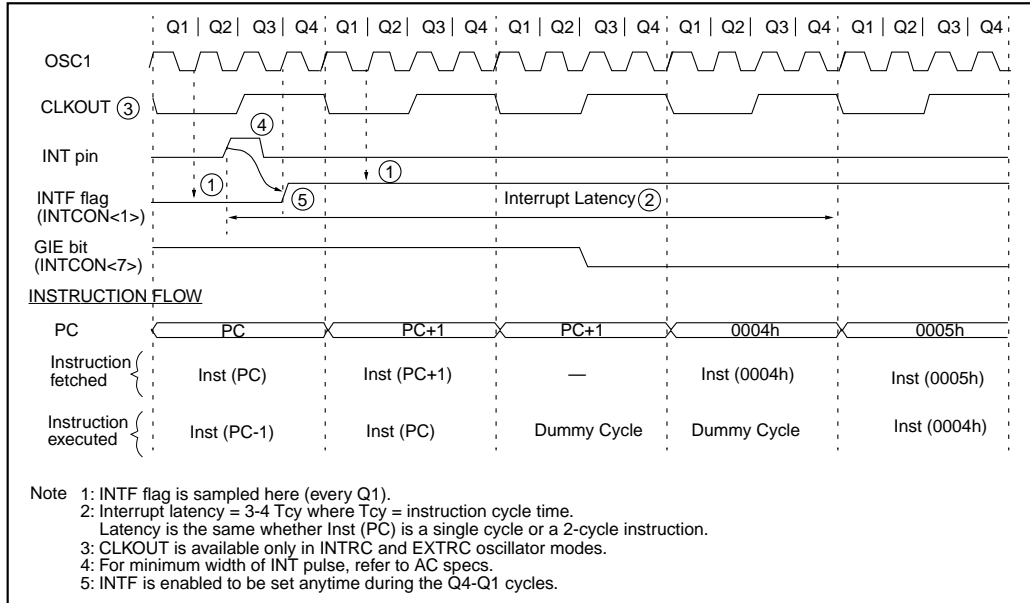 Q1 | Q2 | Q3 | Q4 Q1 | Q2 | Q3 | Q4 Q1 | Q2 | Q3 | Q4 Q1 | Q2 | Q3 | Q4 Q1 | Q2 | Q3 | Q4
OSC1
CLKOUT ③
④
INT pin
① ①
INTF flag
(INTCON<1>)
⑤
Interrupt Latency ②
GIE bit
(INTCON<7>)
INSTRUCTION FLOW
PC PC PC+1 PC+1 0004h 0005h
Instruction
fetched
Inst (PC) Inst (PC+1) — Inst (0004h) Inst (0005h)
Instruction
executed
Inst (PC-1) Inst (PC) Dummy Cycle Dummy Cycle Inst (0004h)
Note 1: INTF flag is sampled here (every Q1).
2: Interrupt latency = 3-4 Tcy where Tcy = instruction cycle time.
Latency is the same whether Inst (PC) is a single cycle or a 2-cycle instruction.
3: CLKOUT is available only in INTRC and EXTRC oscillator modes.
4: For minimum width of INT pulse, refer to AC specs.
5: INTF is enabled to be set anytime during the Q4-Q1 cycles.